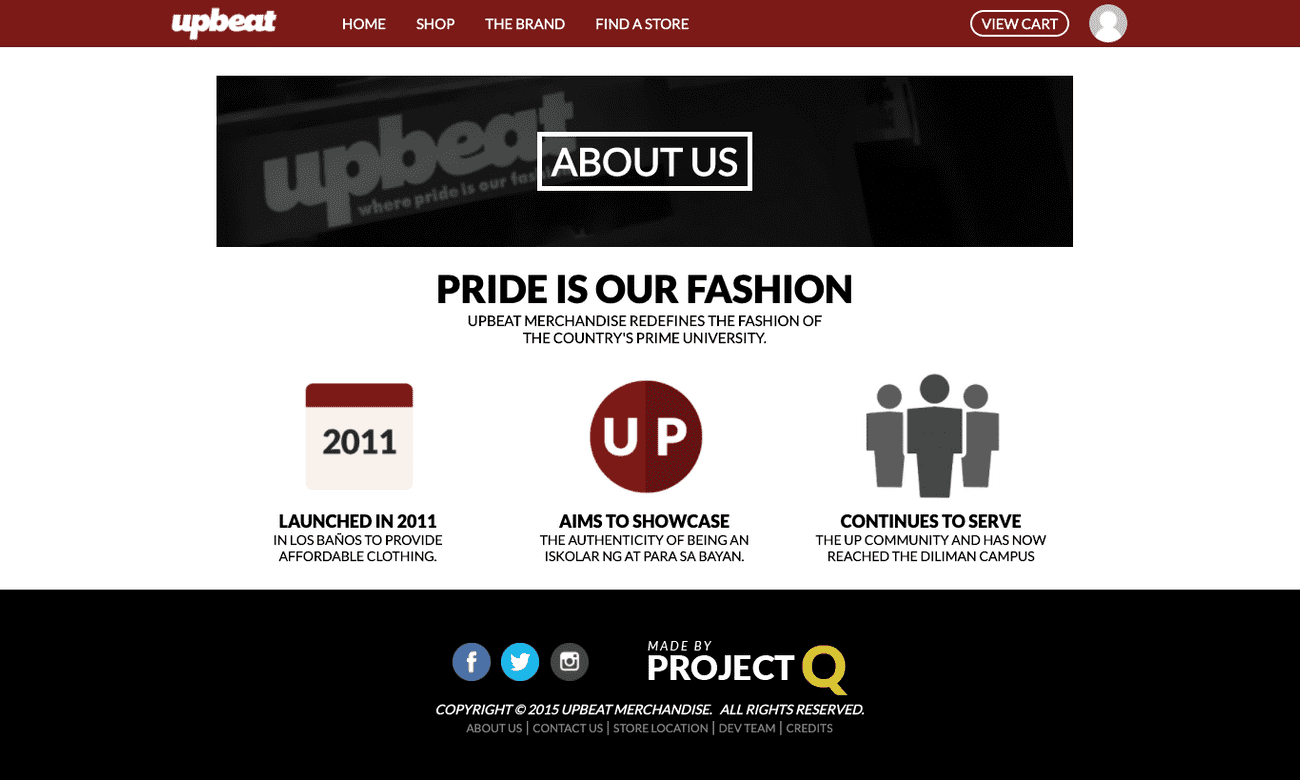 upbeat
HOME SHOP THE BRAND FIND A STORE VIEW CART
upbeat
where pride is our fashion
ABOUT US
PRIDE IS OUR FASHION
UPBEAT MERCHANDISE REDEFINES THE FASHION OF
THE COUNTRY'S PRIME UNIVERSITY.
2011
LAUNCHED IN 2011
IN LOS BAÑOS TO PROVIDE
AFFORDABLE CLOTHING.
UP
AIMS TO SHOWCASE
THE AUTHENTICITY OF BEING AN
ISKOLAR NG AT PARA SA BAYAN.
CONTINUES TO SERVE
THE UP COMMUNITY AND HAS NOW
REACHED THE DILIMAN CAMPUS
f
MADE BY
PROJECT Q
COPYRIGHT © 2015 UPBEAT MERCHANDISE. ALL RIGHTS RESERVED.
ABOUT US | CONTACT US | STORE LOCATION | DEV TEAM | CREDITS